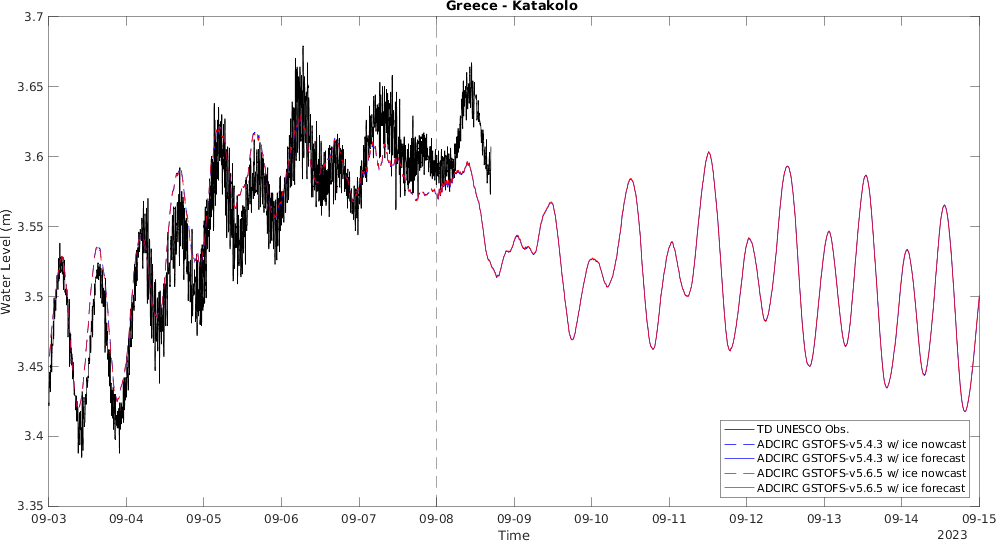 Greece - Katakolo
3.7
3.65
3.6
3.55
3.5
3.45
3.4
3.35
Water Level (m)
TD UNESCO Obs.
ADCIRC GSTOFS-v5.4.3 w/ ice nowcast
ADCIRC GSTOFS-v5.4.3 w/ ice forecast
ADCIRC GSTOFS-v5.6.5 w/ ice nowcast
ADCIRC GSTOFS-v5.6.5 w/ ice forecast
09-03 09-04 09-05 09-06 09-07 09-08 09-09 09-10 09-11 09-12 09-13 09-14 09-15
Time
2023